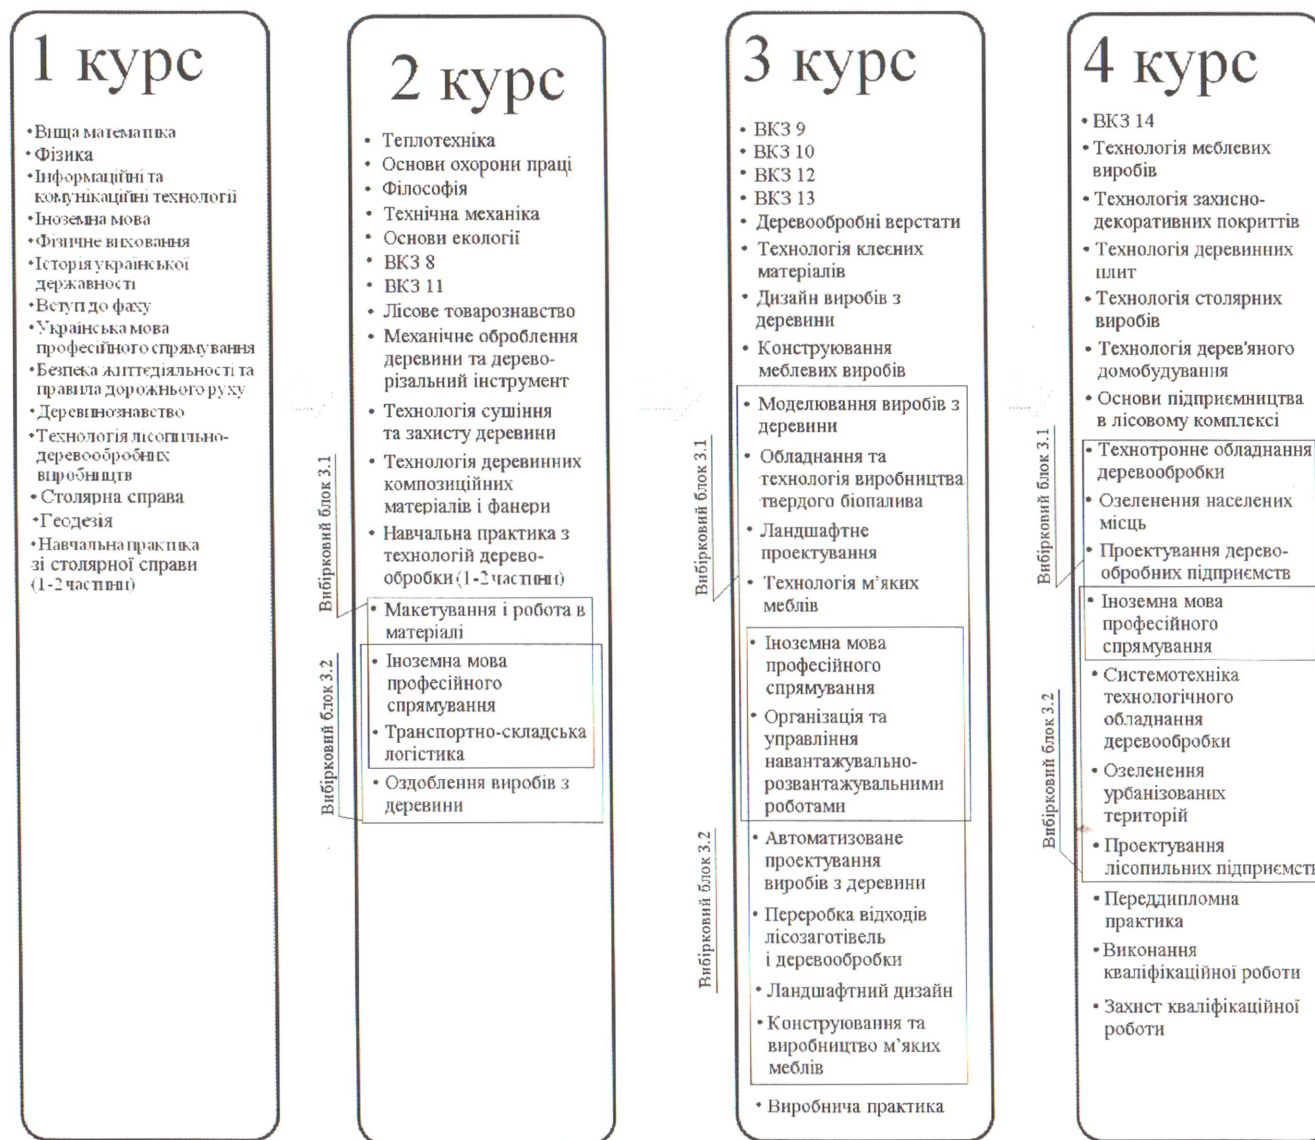 1 курс
• Вища математика
• Фізика
• Інформаційні та
комунікаційні технології
• Іноземна мова
• Фізичне виховання
• Історія української
державності
• Вступ до фаху
• Українська мова
професійного спрямування
• Безпека життєдіяльності та
правила дорожнього руху
• Деревинознавство
• Технологія лісопильно-
деревообробних
виробництв
• Столярна справа
• Геодезія
• Навчальна практика
зі столярної справи
(1-2 частини)
2 курс
• Теплотехніка
• Основи охорони праці
• Філософія
• Технічна механіка
• Основи екології
• ВКЗ 8
• ВКЗ 11
• Лісове товарознавство
• Механічне оброблення
деревини та дерево-
різальний інструмент
• Технологія сушіння
та захисту деревини
• Технологія деревинних
композиційних
матеріалів і фанери
• Навчальна практика з
технологій дерево-
обробки (1-2 частини)
Вибірковий блок 3.1
• Макетування і робота в
матеріалі
Вибірковий блок 3.2
• Іноземна мова
професійного
спрямування
• Транспортно-складська
логістика
• Оздоблення виробів з
деревини
3 курс
• ВКЗ 9
• ВКЗ 10
• ВКЗ 12
• ВКЗ 13
• Деревообробні верстати
• Технологія клеєних
матеріалів
• Дизайн виробів з
деревини
• Конструювання
меблевих виробів
Вибірковий блок 3.1
• Моделювання виробів з
деревини
• Обладнання та
технологія виробництва
твердого біопалива
• Ландшафтне
проектування
• Технологія м’яких
меблів
• Іноземна мова
професійного
спрямування
• Організація та
управління
навантажувально-
розвантажувальними
роботами
Вибірковий блок 3.2
• Автоматизоване
проектування
виробів з деревини
• Переробка відходів
лісозаготівель
і деревообробки
• Ландшафтний дизайн
• Конструювання та
виробництво м’яких
меблів
• Виробнича практика
4 курс
• ВКЗ 14
• Технологія меблевих
виробів
• Технологія захисно-
декоративних покриттів
• Технологія деревинних
плит
• Технологія столярних
виробів
• Технологія дерев'яного
домобудування
• Основи підприємництва
в лісовому комплексі
Вибірковий блок 3.1
• Технотронне обладнання
деревообробки
• Озеленення населених
місць
• Проектування дерево-
обробних підприємств
• Іноземна мова
професійного
спрямування
Вибірковий блок 3.2
• Системотехніка
технологічного
обладнання
деревообробки
• Озеленення
урбанізованих
територій
• Проектування
лісопильних підприємств
• Переддипломна
практика
• Виконання
кваліфікаційної роботи
• Захист кваліфікаційної
роботи